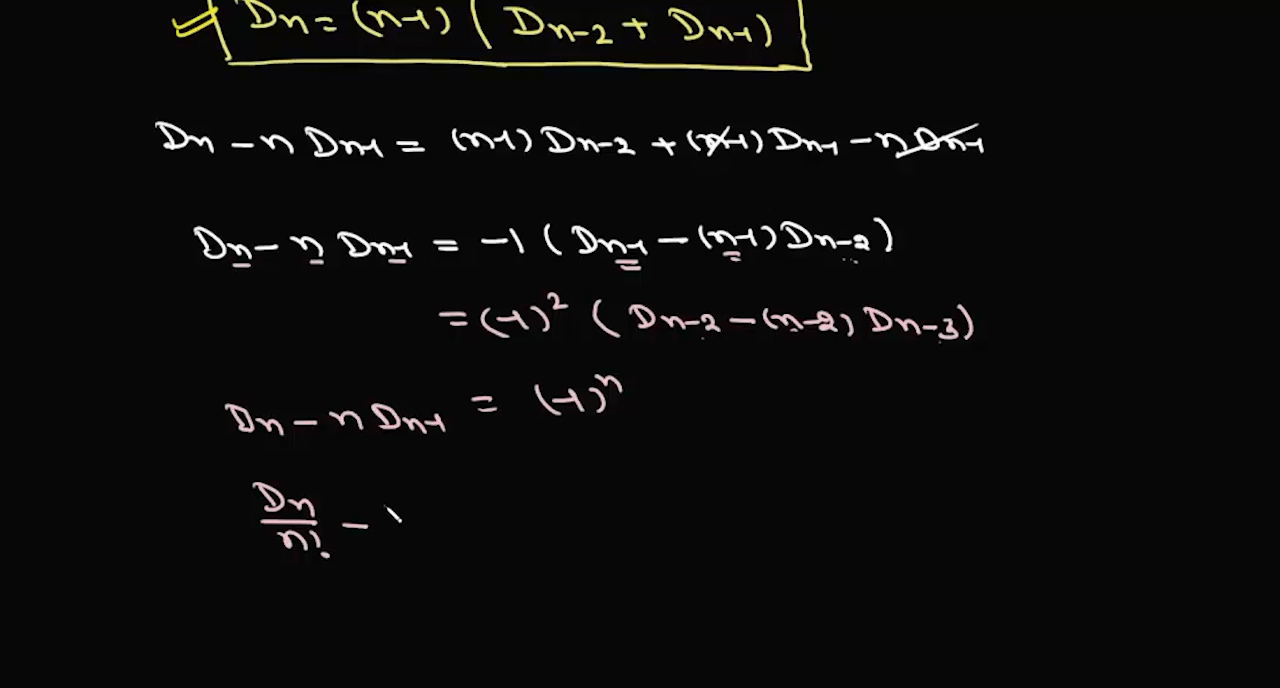 Dn = (n-1) ( Dn-2 + Dn-1)
Dn - n Dn-1 = (n-1) Dn-2 + (n-1) Dn-1 - n Dn-1
Dn - n Dn-1 = -1 ( Dn-1 - (n-1) Dn-2 )
= (-1)² ( Dn-2 - (n-2) Dn-3 )
Dn - n Dn-1 = (-1)ⁿ
Dn/n! -